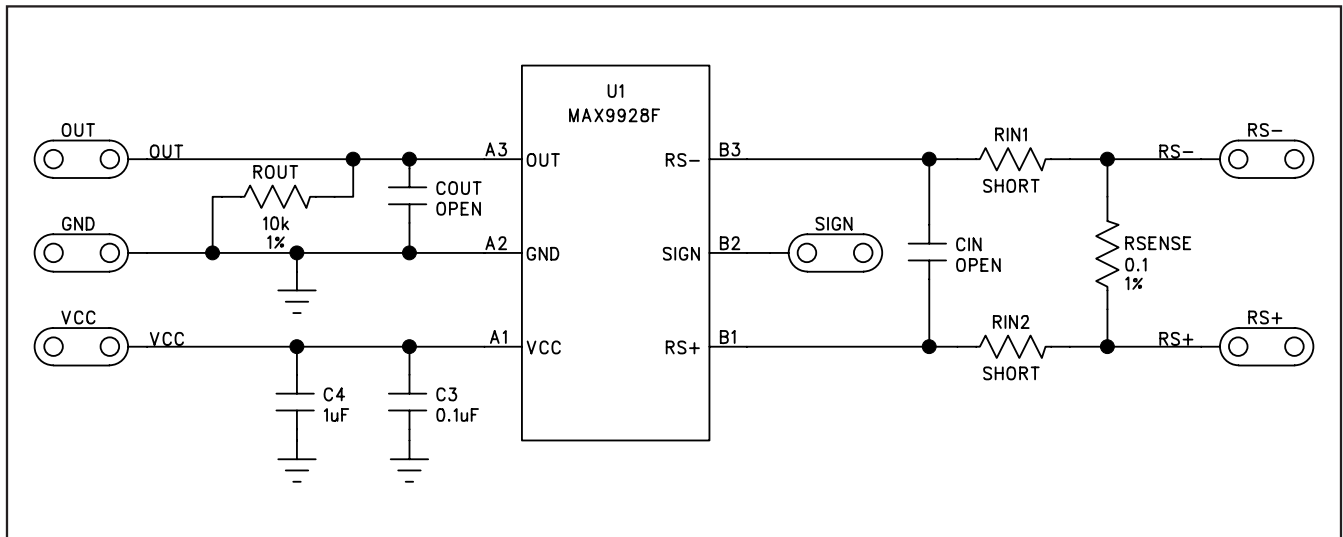 U1
MAX9928F
OUT
OUT
A3
OUT
ROUT
10k
1%
COUT
OPEN
GND
A2
GND
VCC
VCC
A1
VCC
C4
1uF
C3
0.1uF
RS-
B3
RIN1
SHORT
RS-
RS-
SIGN
B2
SIGN
CIN
OPEN
RSENSE
0.1
1%
RS+
B1
RIN2
SHORT
RS+
RS+